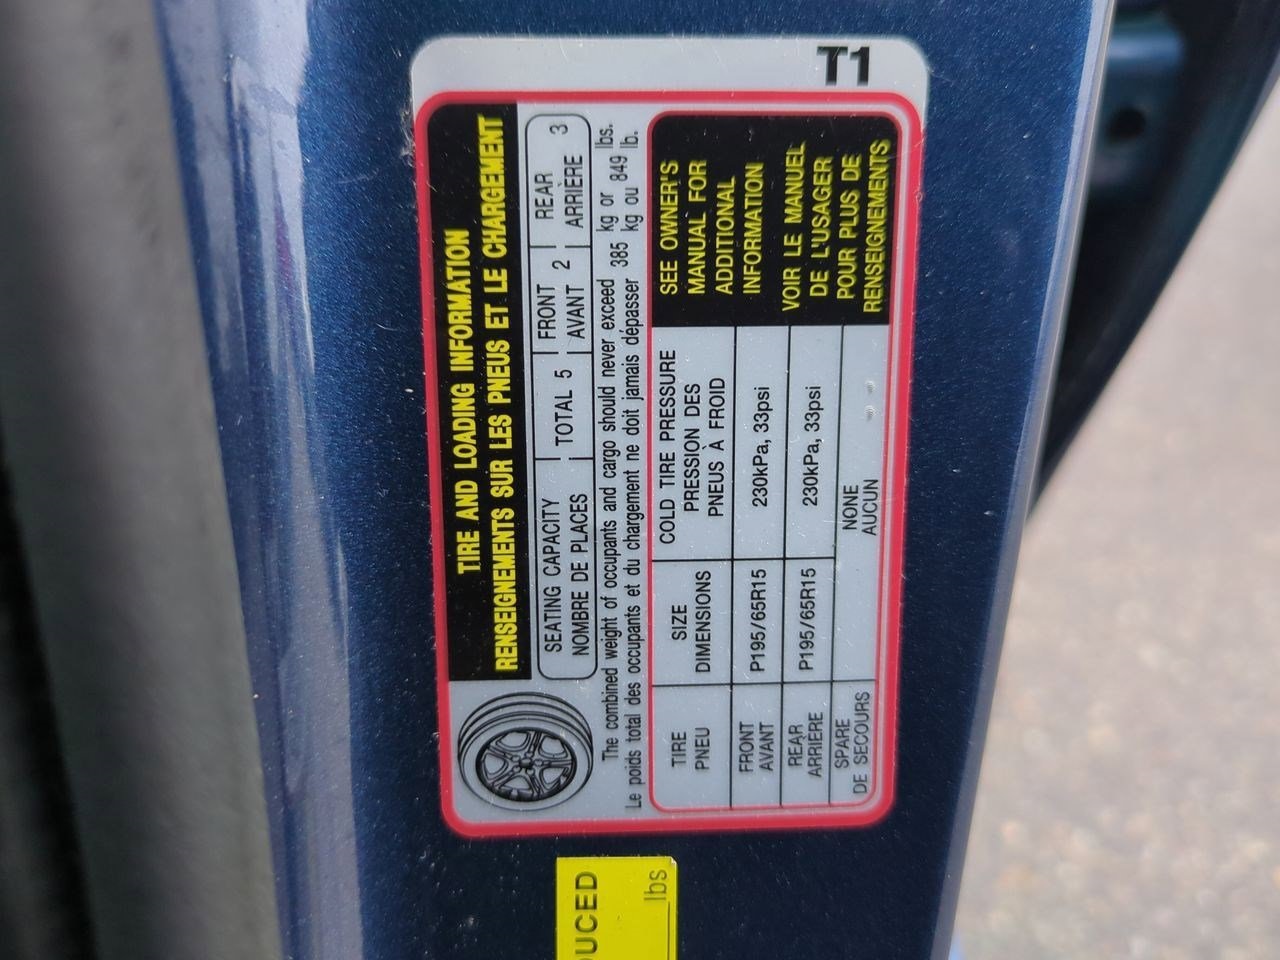 T1
TIRE AND LOADING INFORMATION
RENSEIGNEMENTS SUR LES PNEUS ET LE CHARGEMENT
SEATING CAPACITY
NOMBRE DE PLACES
TOTAL 5
FRONT
AVANT 2
REAR
ARRIÈRE 3
The combined weight of occupants and cargo should never exceed 385 kg or 849 lbs.
Le poids total des occupants et du chargement ne doit jamais dépasser 385 kg ou 849 lb.
TIRE
PNEU
SIZE
DIMENSIONS
COLD TIRE PRESSURE
PRESSION DES
PNEUS À FROID
FRONT
AVANT
P195/65R15
230kPa, 33psi
REAR
ARRIÈRE
P195/65R15
230kPa, 33psi
SPARE
DE SECOURS
NONE
AUCUN
SEE OWNER'S
MANUAL FOR
ADDITIONAL
INFORMATION
VOIR LE MANUEL
DE L'USAGER
POUR PLUS DE
RENSEIGNEMENTS
DUCED
lbs